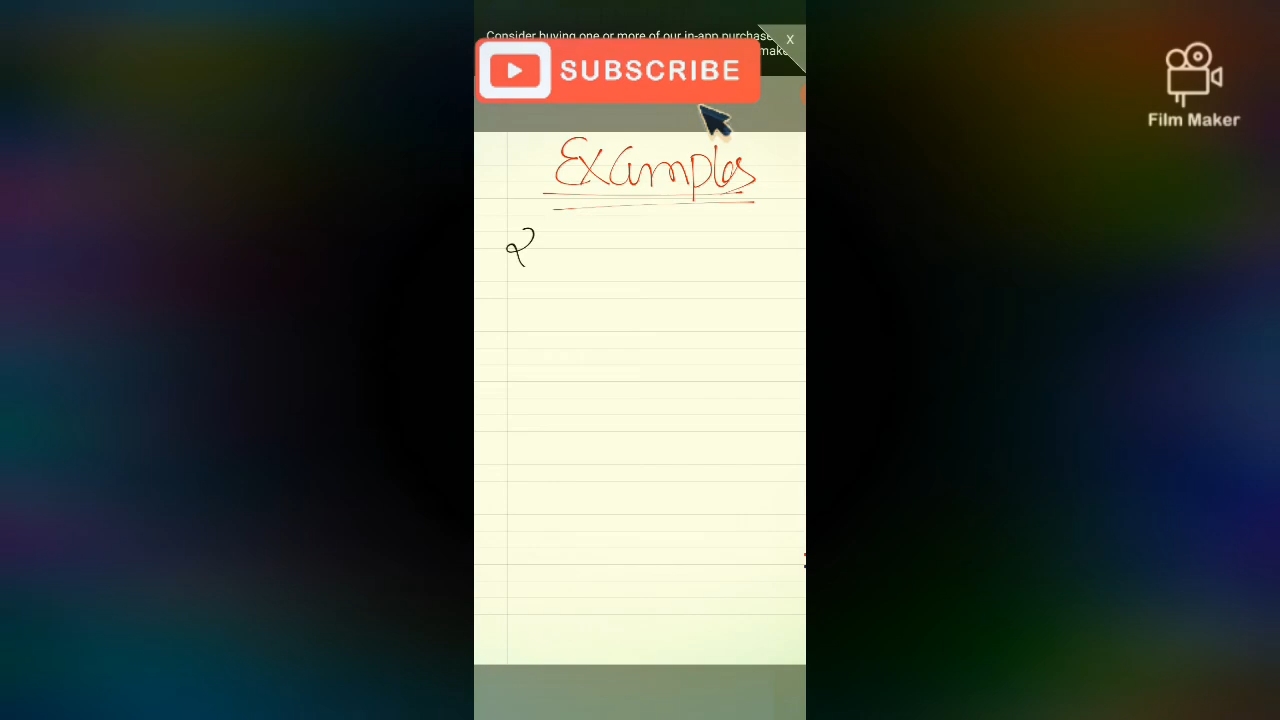 Consider buying one or more of our in-app purchase
SUBSCRIBE
X
Film Maker
Examples